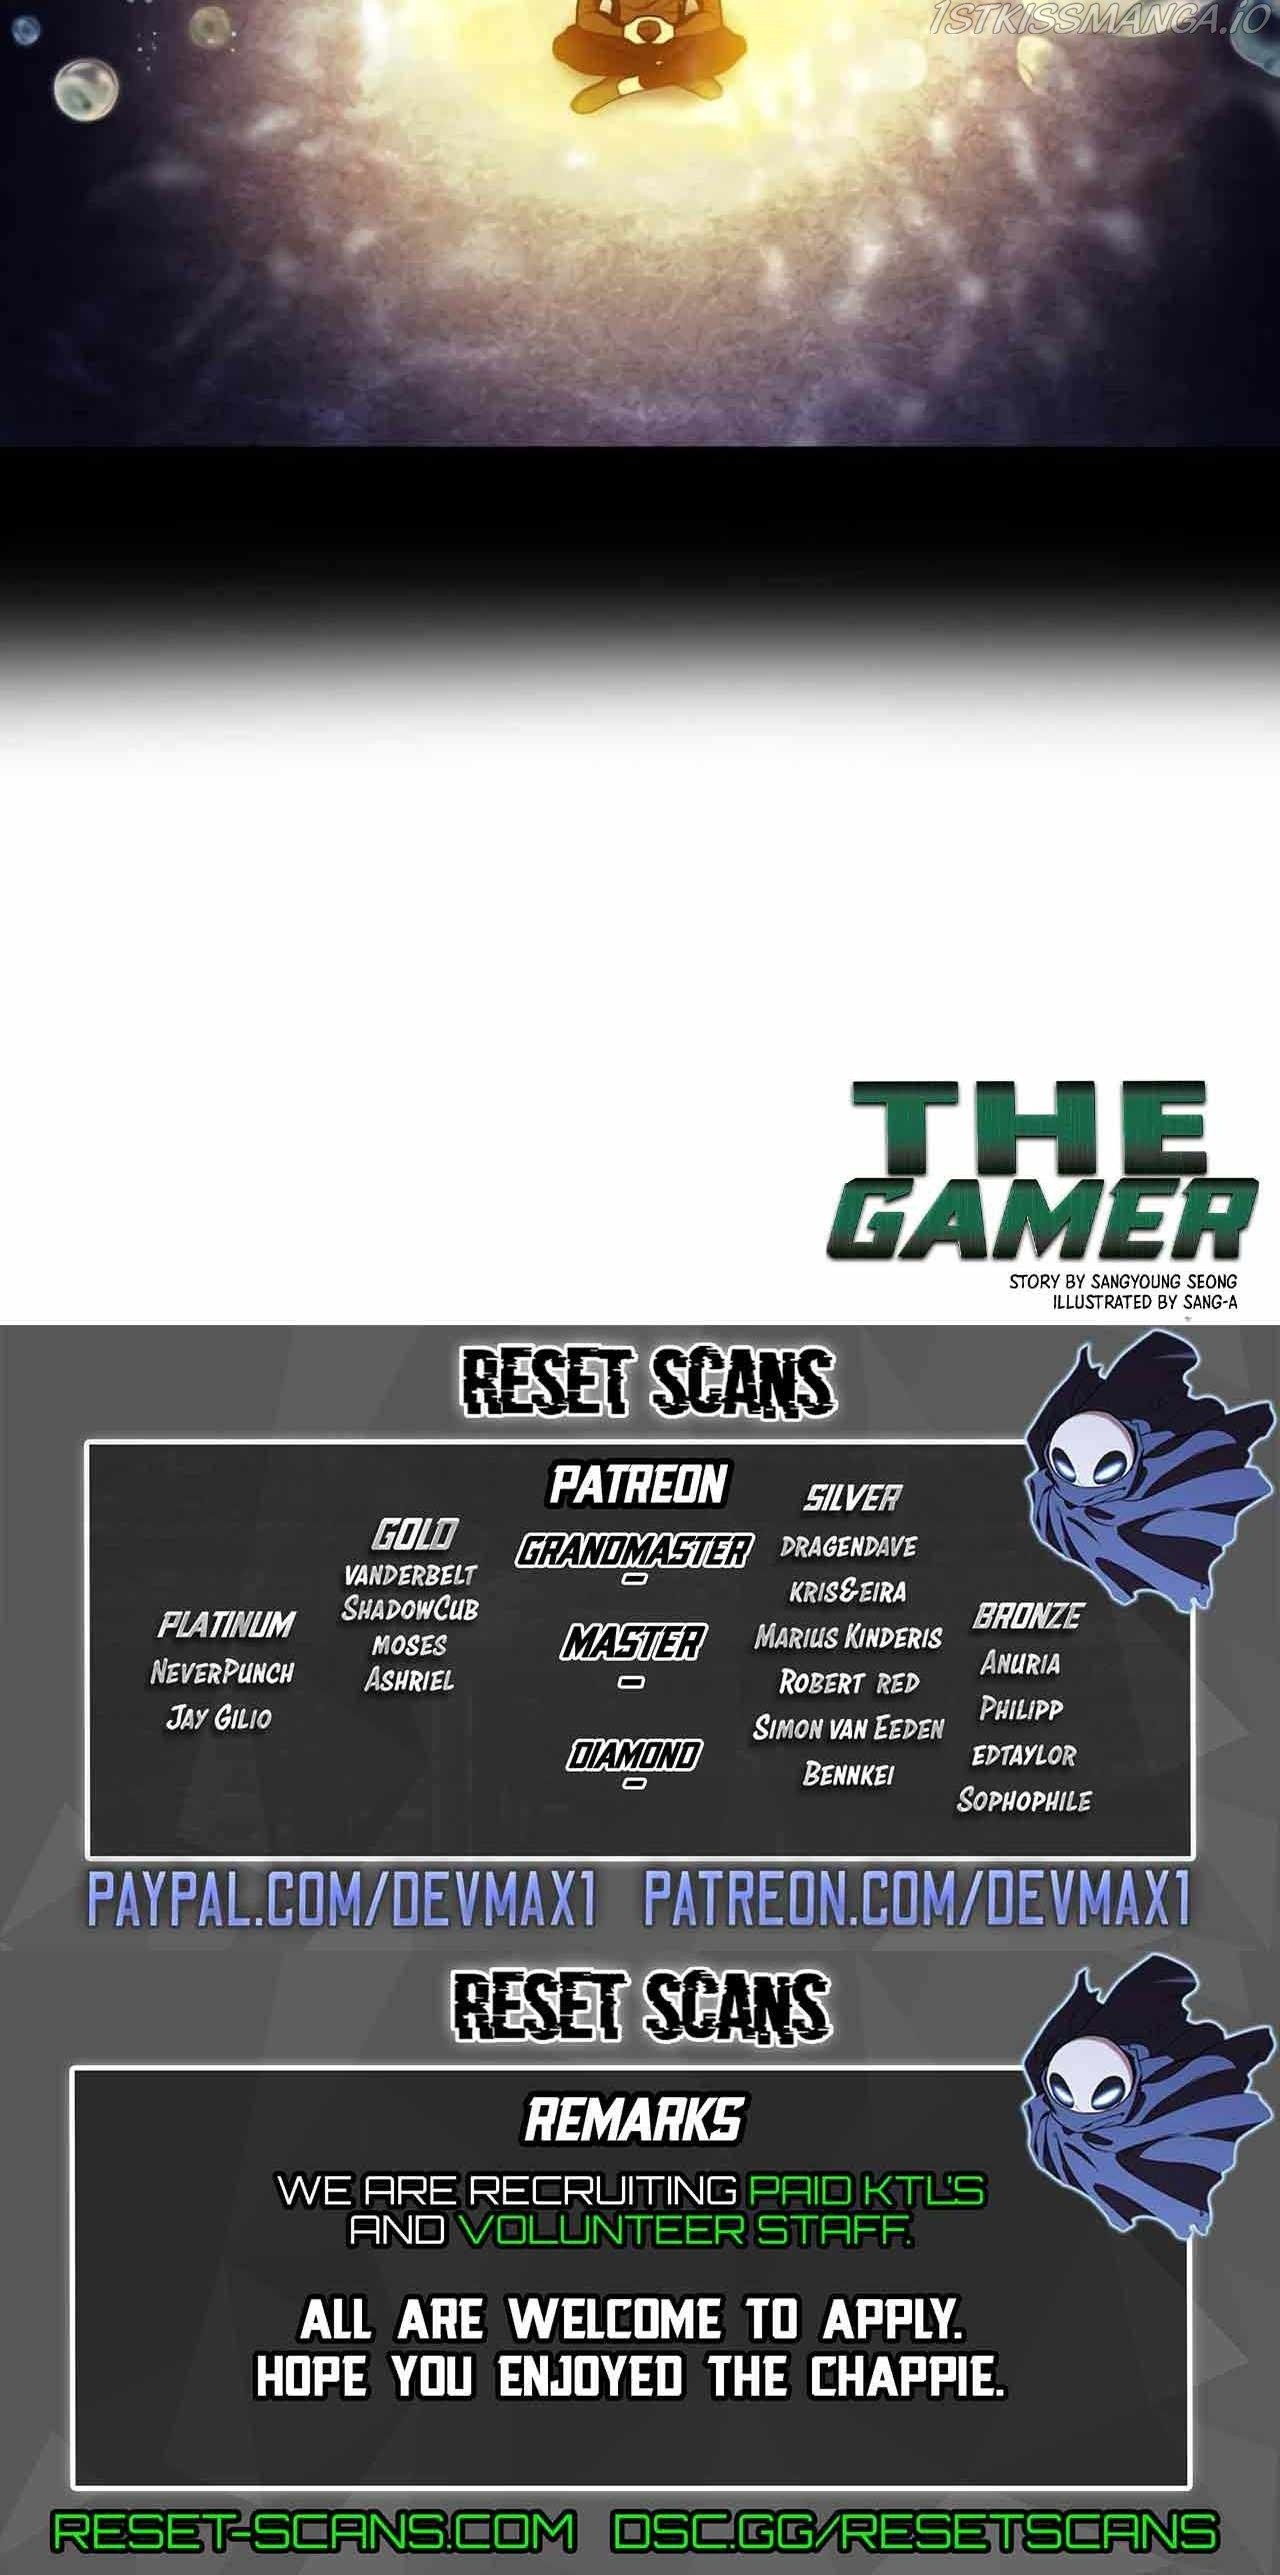 1STKISSMANGA.IO
THE
GAMER
STORY BY SANGYOUNG SEONG
ILLUSTRATED BY SANG-A
RESET SCANS
PATREON
GRANDMASTER
-
MASTER
-
DIAMOND
-
PLATINUM
NEVERPUNCH
JAY GILIO
GOLD
VANDERBELT
SHADOWCUB
MOSES
ASHRIEL
SILVER
DRAGENDAVE
KRIS&EIRA
MARIUS KINDERIS
ROBERT RED
SIMON VAN EEDEN
BENNKEI
BRONZE
ANURIA
PHILIPP
EDTAYLOR
SOPHOPHILE
PAYPAL.COM/DEVMAX1 PATREON.COM/DEVMAX1
RESET SCANS
REMARKS
WE ARE RECRUITING PAID KTL'S
AND VOLUNTEER STAFF.
ALL ARE WELCOME TO APPLY.
HOPE YOU ENJOYED THE CHAPPIE.
RESET-SCANS.COM DSC.GG/RESETSCANS